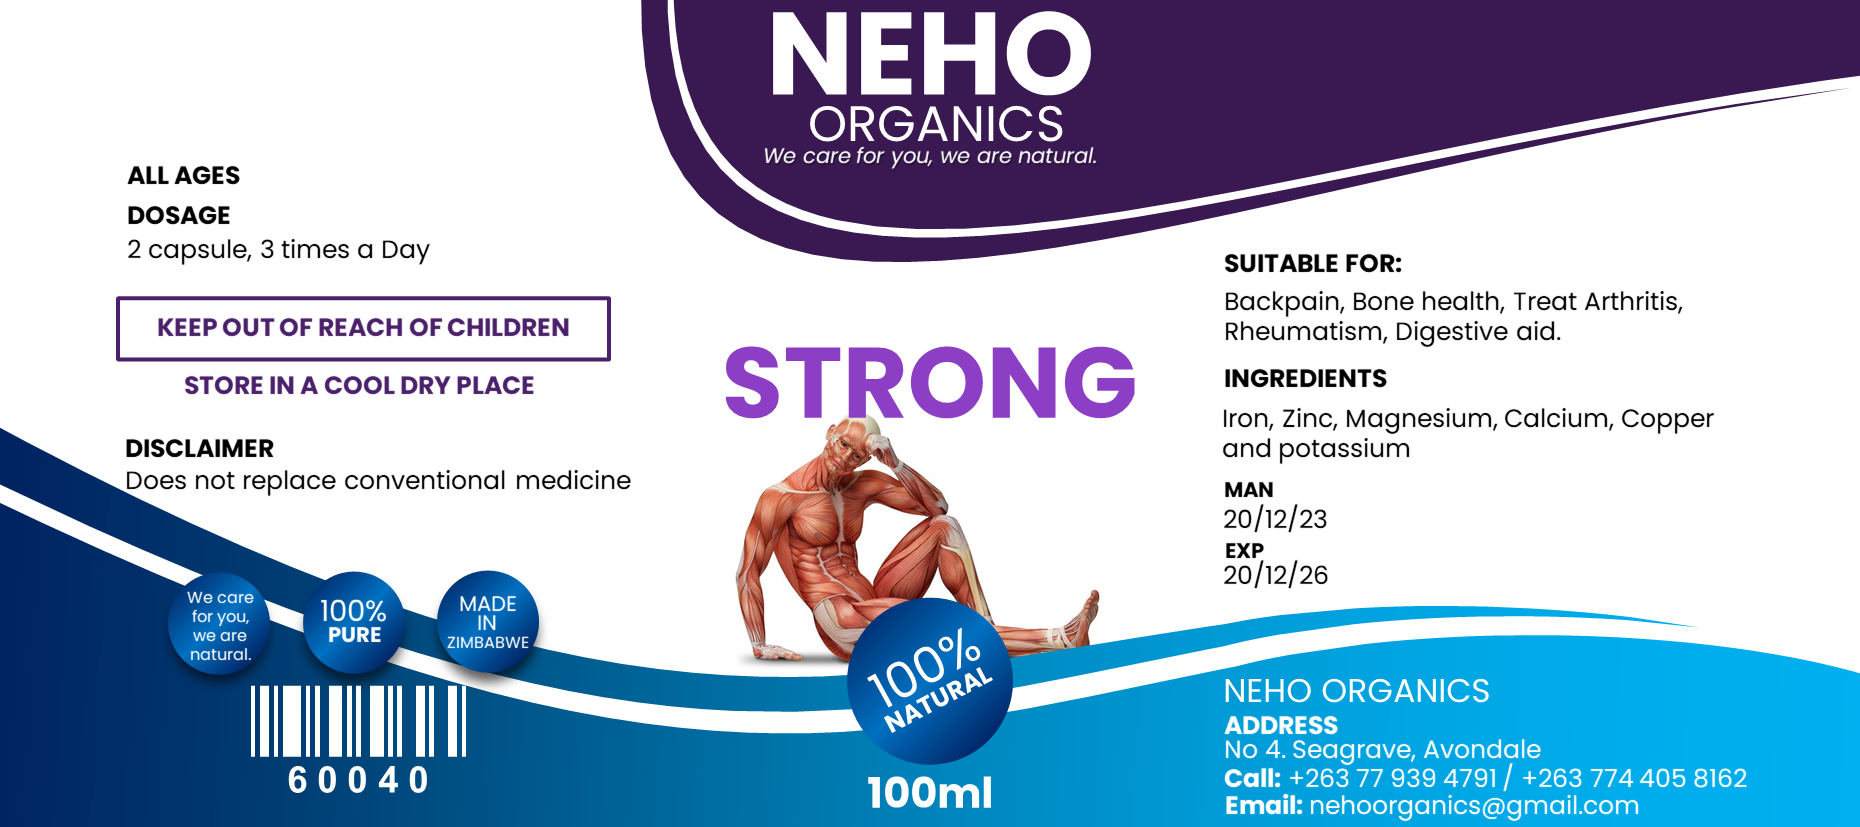 NEHO
ORGANICS
We care for you, we are natural.
ALL AGES
DOSAGE
2 capsule, 3 times a Day
KEEP OUT OF REACH OF CHILDREN
STORE IN A COOL DRY PLACE
DISCLAIMER
Does not replace conventional medicine
We care
for you,
we are
natural.
100%
PURE
MADE
IN
ZIMBABWE
60040
STRONG
100%
NATURAL
100ml
SUITABLE FOR:
Backpain, Bone health, Treat Arthritis,
Rheumatism, Digestive aid.
INGREDIENTS
Iron, Zinc, Magnesium, Calcium, Copper
and potassium
MAN
20/12/23
EXP
20/12/26
NEHO ORGANICS
ADDRESS
No 4. Seagrave, Avondale
Call: +263 77 939 4791 / +263 774 405 8162
Email: nehoorganics@gmail.com